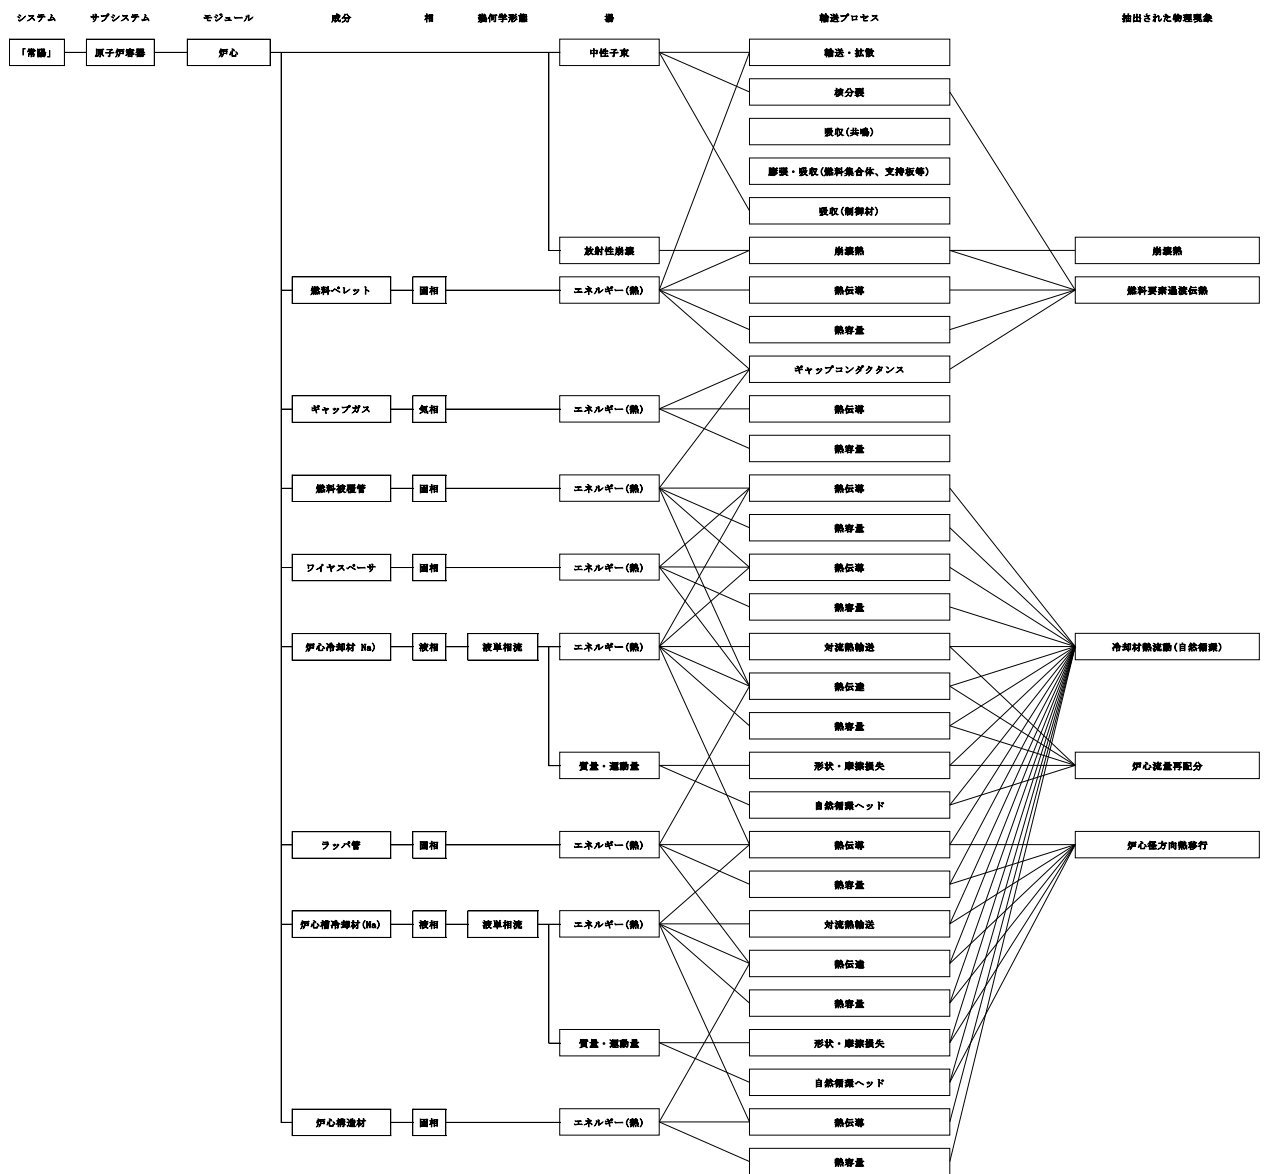 システム サブシステム モジュール 成分 相 幾何学形態 場 輸送プロセス 抽出された物理現象
「常陽」 原子炉容器 炉心 中性子束 輸送・拡散
核分裂
吸収(共鳴)
膨張・吸収(燃料集合体、支持板等)
吸収(制御材)
放射性崩壊 崩壊熱 崩壊熱
燃料ペレット 固相 エネルギー(熱) 熱伝導 燃料要素過渡伝熱
熱容量
ギャップコンダクタンス
ギャップガス 気相 エネルギー(熱) 熱伝導
熱容量
燃料被覆管 固相 エネルギー(熱) 熱伝導
熱容量
ワイヤスペーサ 固相 エネルギー(熱) 熱伝導
熱容量
炉心冷却材 Na) 液相 液単相流 エネルギー(熱) 対流熱輸送 冷却材熱流動(自然循環)
熱伝達
熱容量
質量・運動量 形状・摩擦損失 炉心流量再配分
自然循環ヘッド
ラッパ管 固相 エネルギー(熱) 熱伝導 炉心径方向熱移行
熱容量
炉心槽冷却材(Na) 液相 液単相流 エネルギー(熱) 対流熱輸送
熱伝達
熱容量
質量・運動量 形状・摩擦損失
自然循環ヘッド
炉心構造材 固相 エネルギー(熱) 熱伝導
熱容量